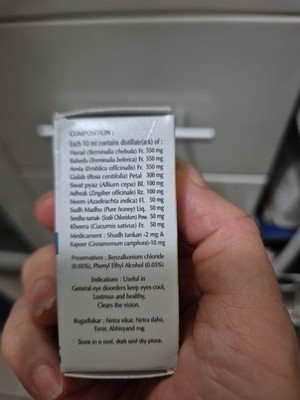 COMPOSITION :
Each 10 ml contains distillate(ark) of :
Harad (Terminalia chebula) Fr. 350 mg
Baheda (Terminalia belerica) Fr. 350 mg
Amla (Emblica officinalis) Fr. 350 mg
Gulab (Rosa centifolia) Petal 300 mg
Swat pyaz (Allium cepa) Bl. 100 mg
Adhrak (Zingiber officinale) Rz. 100 mg
Neem (Azadirachta indica) Fl. 50 mg
Sudh Madhu (Pure honey) Liq. 50 mg
Sendha namak- (Sodii Chloridum) Pow. 50 mg
Kheera (Cucumis sativus) Fr. 50 mg
Medicament : Shudh tankan -2 mg &
Kapoor (Cinnamomum camphora)-10 mg
Preservatives : Benzalkonium chloride
(0.05%), Phenyl Ethyl Alcohol (0.05%)
Indications : Useful in
General eye disorders keep eyes cool,
Lustrous and healthy,
Clears the vision.
Rogadhikar : Netra vikar, Netra daha,
Timir, Abhisyand rog
Store in a cool, dark and dry place.